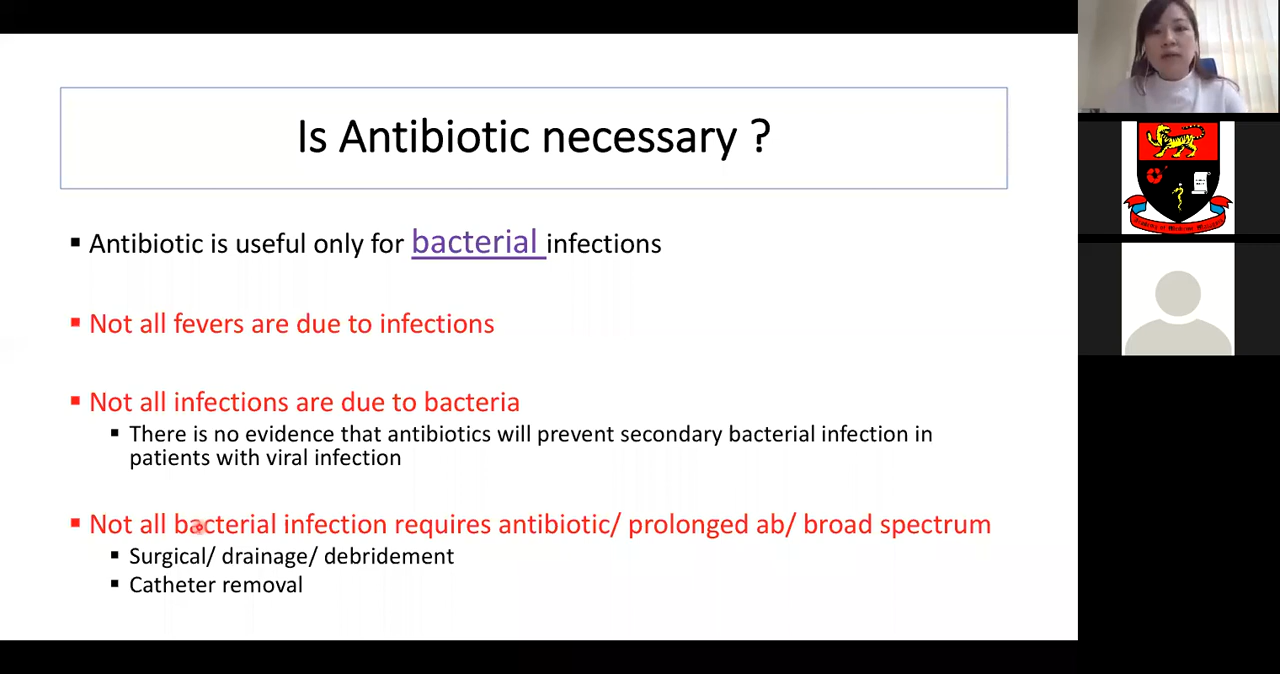 Is Antibiotic necessary ?
▪ Antibiotic is useful only for bacterial infections
▪ Not all fevers are due to infections
▪ Not all infections are due to bacteria
▪ There is no evidence that antibiotics will prevent secondary bacterial infection in
patients with viral infection
▪ Not all bacterial infection requires antibiotic/ prolonged ab/ broad spectrum
▪ Surgical/ drainage/ debridement
▪ Catheter removal